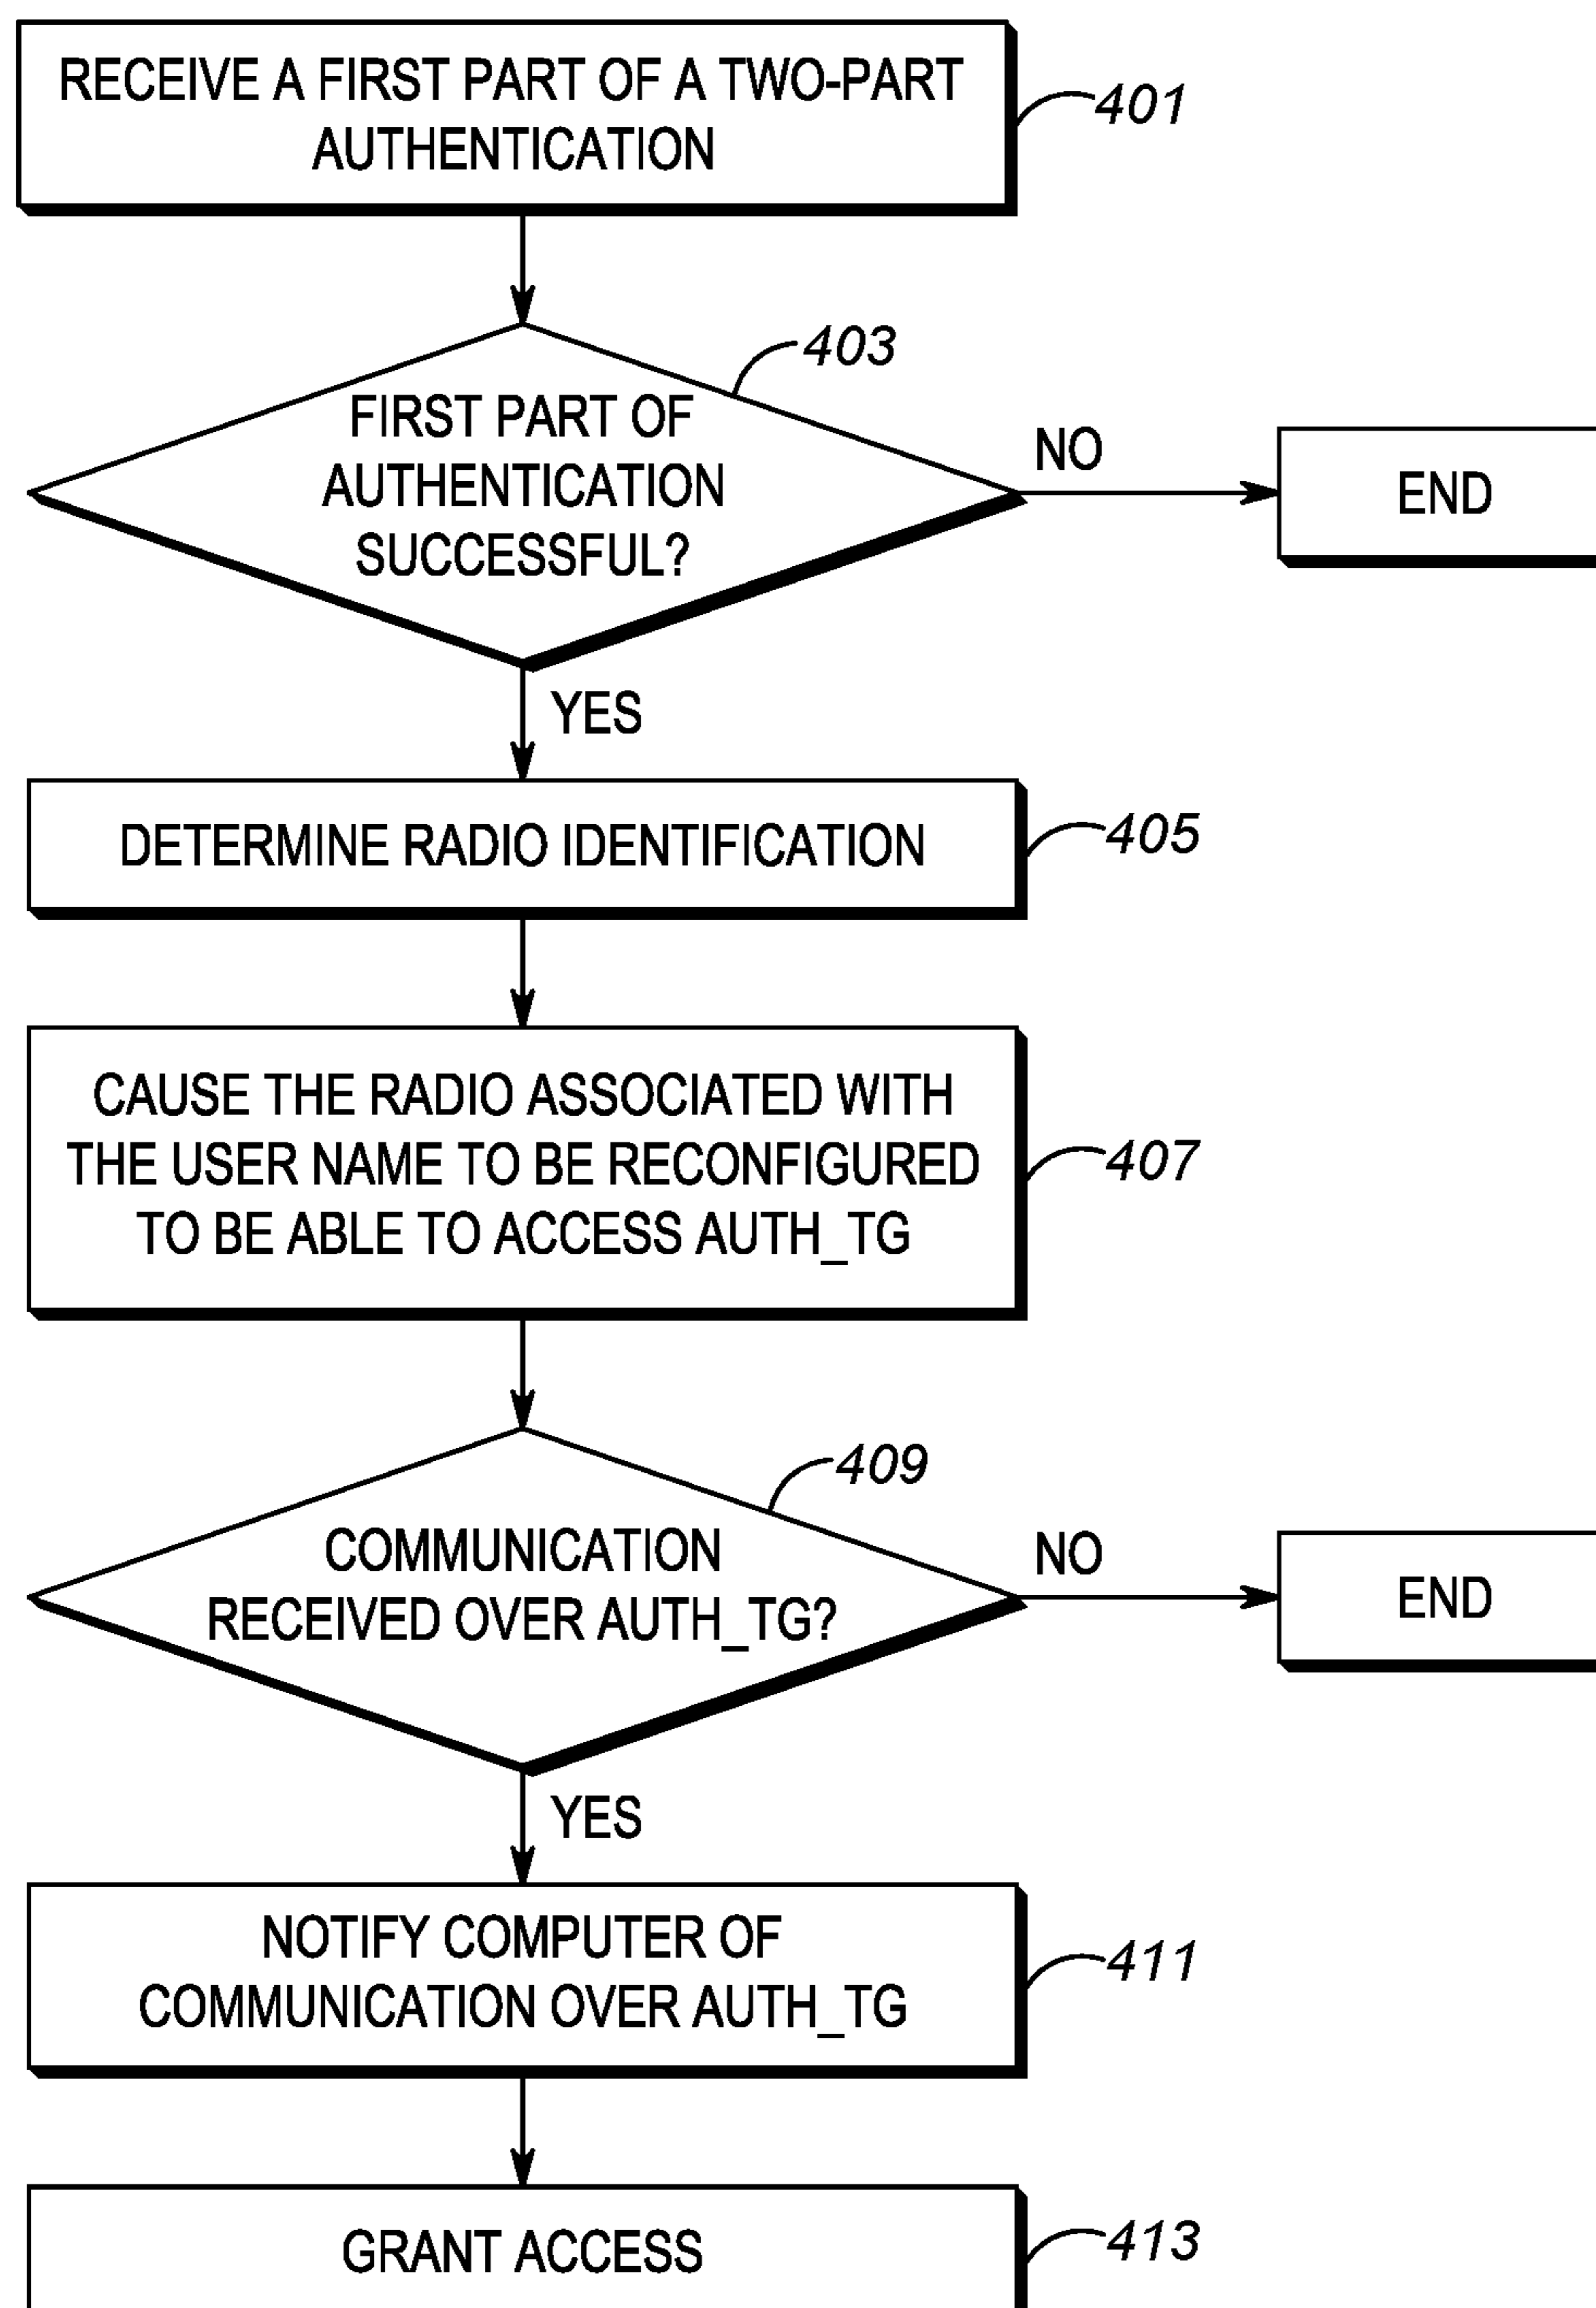 RECEIVE A FIRST PART OF A TWO-PART
AUTHENTICATION
401
403
FIRST PART OF
AUTHENTICATION
SUCCESSFUL?
NO
END
YES
DETERMINE RADIO IDENTIFICATION
405
CAUSE THE RADIO ASSOCIATED WITH
THE USER NAME TO BE RECONFIGURED
TO BE ABLE TO ACCESS AUTH_TG
407
409
COMMUNICATION
RECEIVED OVER AUTH_TG?
NO
END
YES
NOTIFY COMPUTER OF
COMMUNICATION OVER AUTH_TG
411
GRANT ACCESS
413